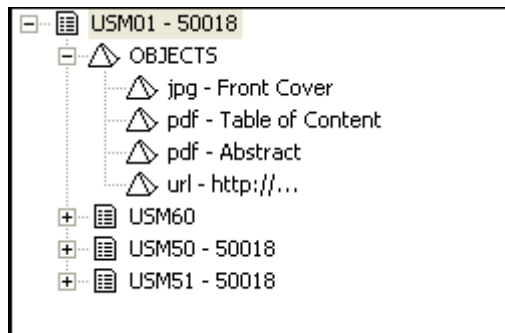 USM01 - 50018
OBJECTS
jpg - Front Cover
pdf - Table of Content
pdf - Abstract
url - http://...
USM60
USM50 - 50018
USM51 - 50018